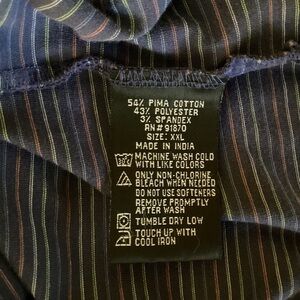 54% PIMA COTTON
43% POLYESTER
3% SPANDEX
RN# 91870
SIZE: XXL
MADE IN INDIA
MACHINE WASH COLD
WITH LIKE COLORS
ONLY NON-CHLORINE
BLEACH WHEN NEEDED
DO NOT USE SOFTENERS
REMOVE PROMPTLY
AFTER WASH
TUMBLE DRY LOW
TOUCH UP WITH
COOL IRON